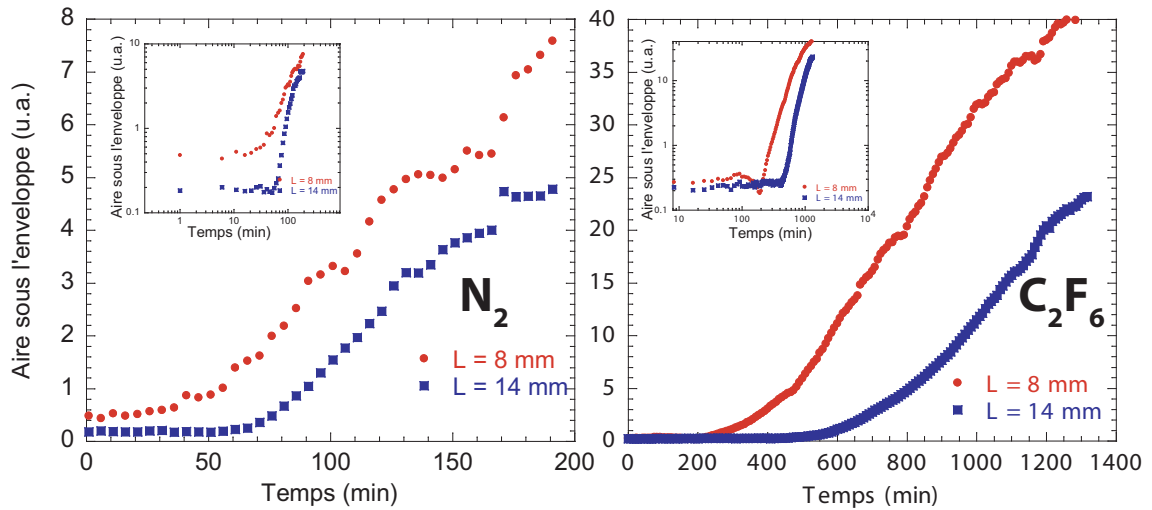 8
7
6
5
4
3
2
1
0
Aire sous l'enveloppe (u.a.)
0
50
100
150
200
Temps (min)
N2
L = 8 mm
L = 14 mm
10
1
0.1
Aire sous l'enveloppe (u.a.)
1
10
100
Temps (min)
L = 8 mm
L = 14 mm
40
35
30
25
20
15
10
5
0
0
200
400
600
800
1000
1200
1400
Temps (min)
C2F6
L = 8 mm
L = 14 mm
10
1
0.1
Aire sous l'enveloppe (u.a.)
10
100
1000
10^4
Temps (min)
L = 8 mm
L = 14 mm